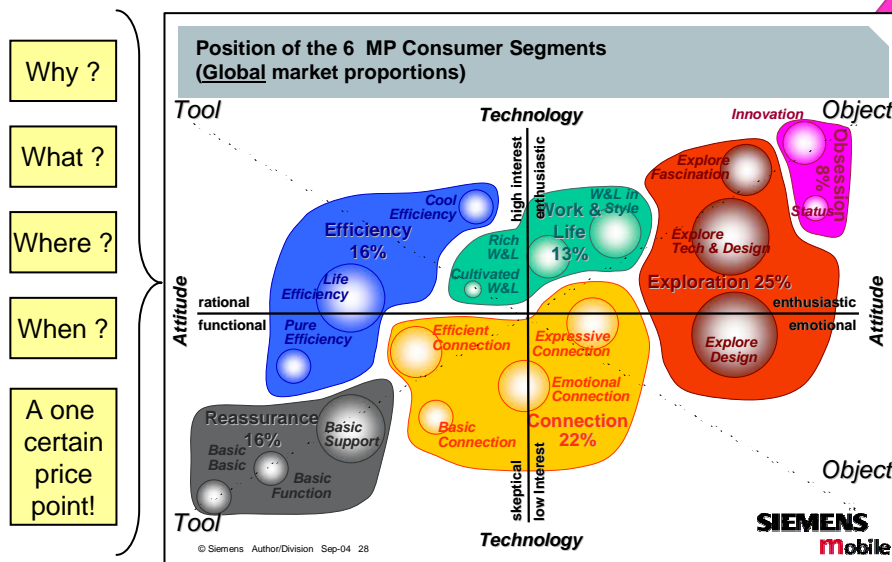 Why ?
What ?
Where ?
When ?
A one
certain
price
point!
Position of the 6 MP Consumer Segments
(Global market proportions)
Tool
Technology
Innovation
Object
high interest
enthusiastic
Obsession
8%
Explore
Fascination
Status
Cool
Efficiency
Efficiency
16%
W&L in
Style
Work &
Life
13%
Rich
W&L
Cultivated
W&L
Explore
Tech & Design
Exploration 25%
Life
Efficiency
Attitude
rational
functional
enthusiastic
emotional
Attitude
Pure
Efficiency
Efficient
Connection
Expressive
Connection
Explore
Design
Emotional
Connection
Reassurance
16%
Basic
Support
Basic
Connection
Connection
22%
Basic
Basic
Basic
Function
skeptical
low Interest
Object
Tool
Technology
SIEMENS
mobile
© Siemens Author/Division Sep-04 28